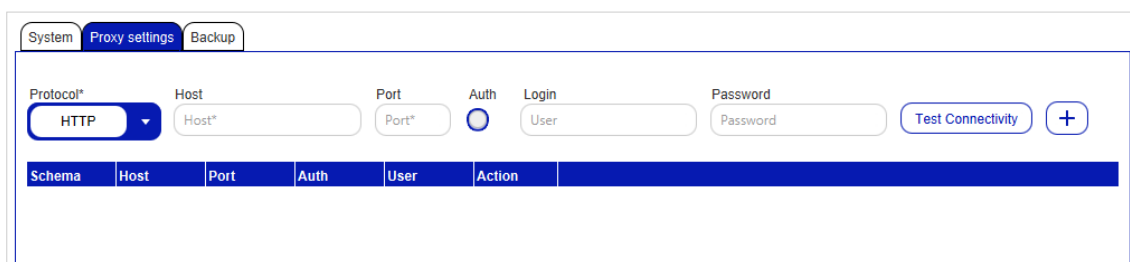 System Proxy settings Backup
Protocol* Host Port Auth Login Password
HTTP Host* Port* User Password Test Connectivity +
Schema Host Port Auth User Action